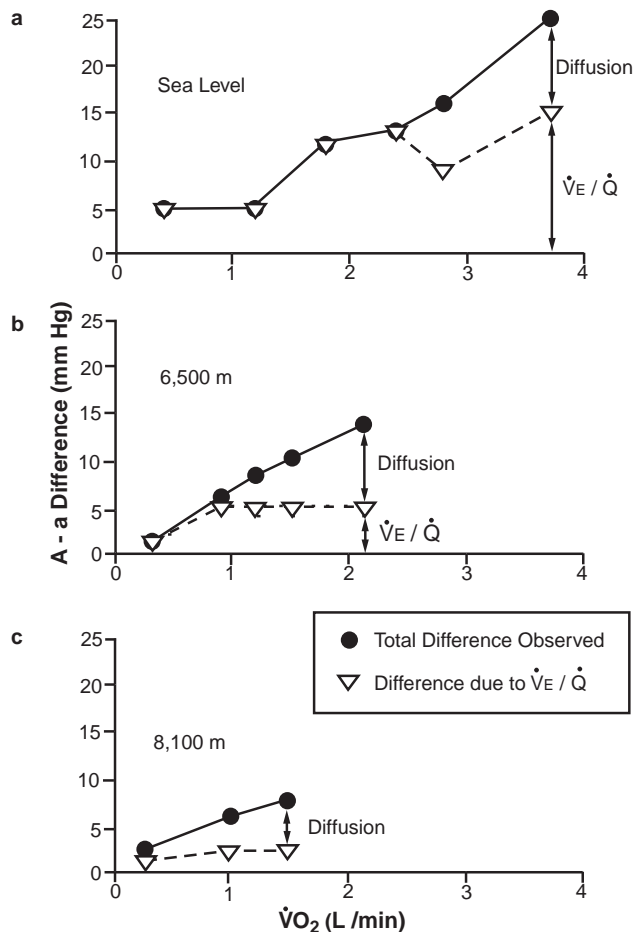 a
25
20
15
10
5
0
Sea Level
Diffusion
V̇E / Q̇
0 1 2 3 4
A - a Difference (mm Hg)
b
25
20
15
10
5
0
6,500 m
Diffusion
V̇E / Q̇
0 1 2 3 4
Total Difference Observed
Difference due to V̇E / Q̇
c
25
20
15
10
5
0
8,100 m
Diffusion
0 1 2 3 4
V̇O₂ (L /min)